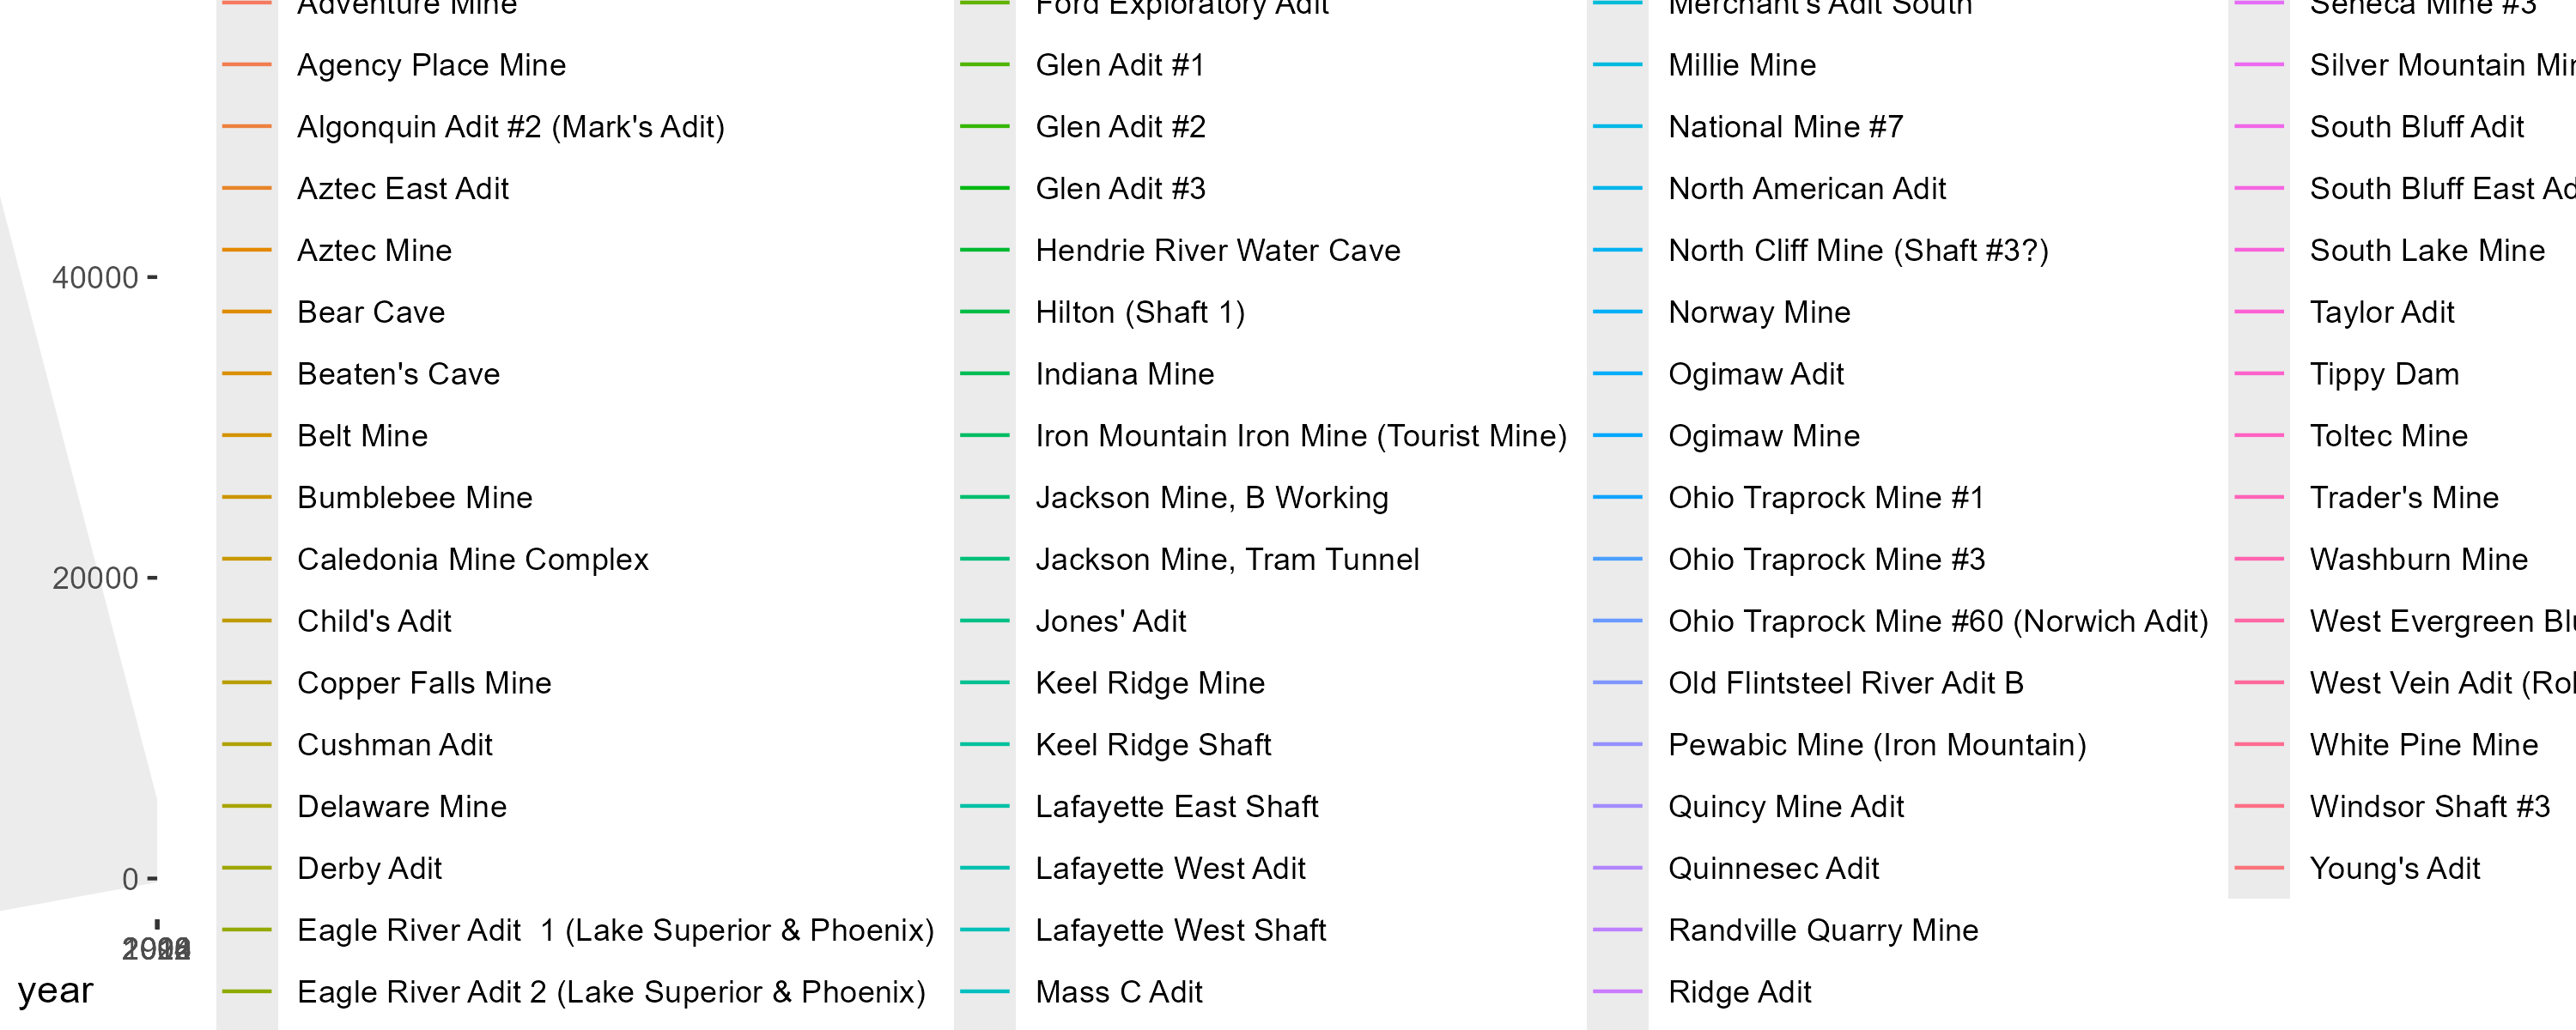 40000
20000
0
year
Adventure Mine
Agency Place Mine
Algonquin Adit #2 (Mark's Adit)
Aztec East Adit
Aztec Mine
Bear Cave
Beaten's Cave
Belt Mine
Bumblebee Mine
Caledonia Mine Complex
Child's Adit
Copper Falls Mine
Cushman Adit
Delaware Mine
Derby Adit
Eagle River Adit  1 (Lake Superior & Phoenix)
Eagle River Adit 2 (Lake Superior & Phoenix)
Ford Exploratory Adit
Glen Adit #1
Glen Adit #2
Glen Adit #3
Hendrie River Water Cave
Hilton (Shaft 1)
Indiana Mine
Iron Mountain Iron Mine (Tourist Mine)
Jackson Mine, B Working
Jackson Mine, Tram Tunnel
Jones' Adit
Keel Ridge Mine
Keel Ridge Shaft
Lafayette East Shaft
Lafayette West Adit
Lafayette West Shaft
Mass C Adit
Merchant's Adit South
Millie Mine
National Mine #7
North American Adit
North Cliff Mine (Shaft #3?)
Norway Mine
Ogimaw Adit
Ogimaw Mine
Ohio Traprock Mine #1
Ohio Traprock Mine #3
Ohio Traprock Mine #60 (Norwich Adit)
Old Flintsteel River Adit B
Pewabic Mine (Iron Mountain)
Quincy Mine Adit
Quinnesec Adit
Randville Quarry Mine
Ridge Adit
Seneca Mine #3
Silver Mountain
South Bluff Adit
South Bluff East
South Lake Mine
Taylor Adit
Tippy Dam
Toltec Mine
Trader's Mine
Washburn Mine
West Evergreen
West Vein Adit
White Pine Mine
Windsor Shaft #3
Young's Adit